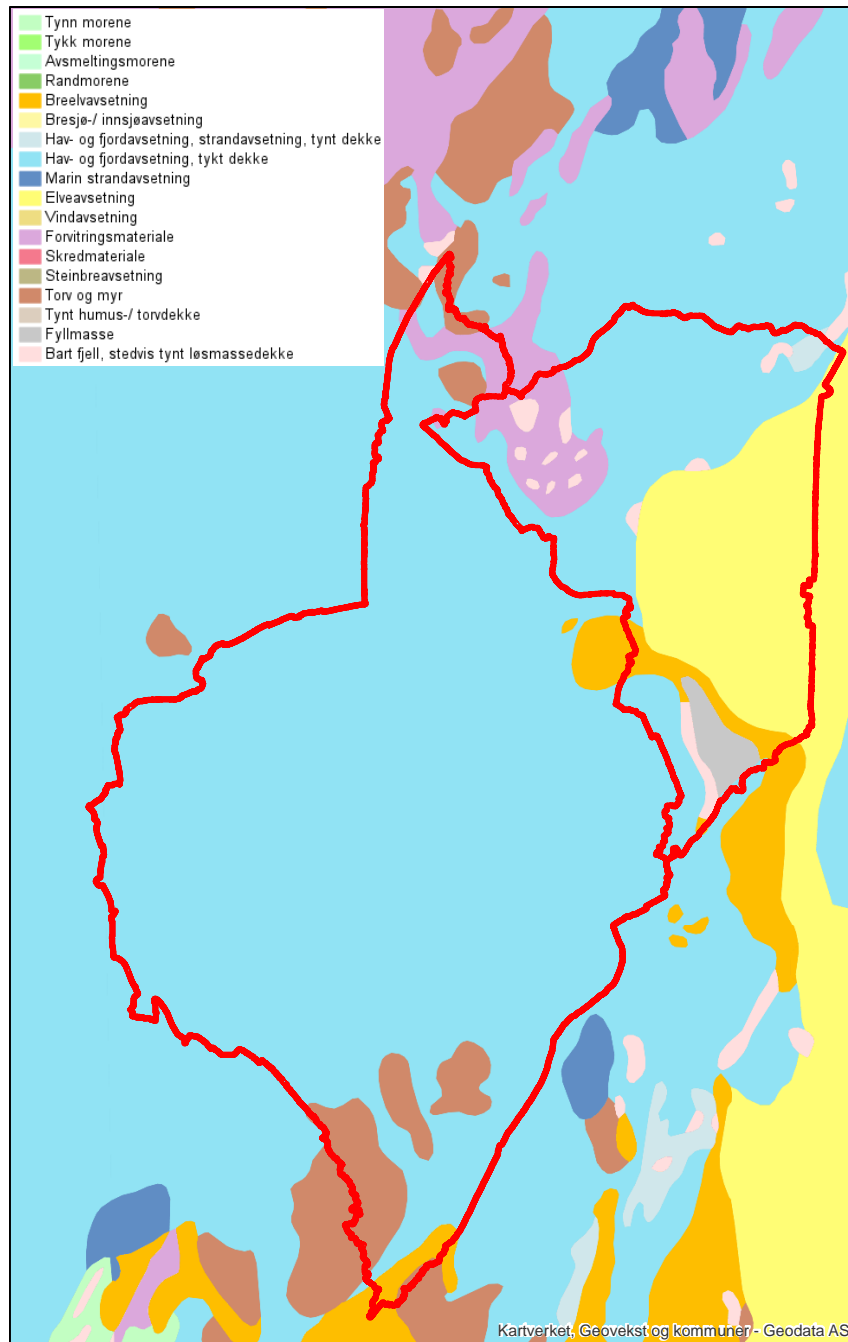 Tynn morene
Tykk morene
Avsmeltingsmorene
Randmorene
Breelvavsetning
Bresjø-/ innsjøavsetning
Hav- og fjordavsetning, strandavsetning, tynt dekke
Hav- og fjordavsetning, tykt dekke
Marin strandavsetning
Elveavsetning
Vindavsetning
Forvitringsmateriale
Skredmateriale
Steinbreavsetning
Torv og myr
Tynt humus-/ torvdekke
Fyllmasse
Bart fjell, stedvis tynt løsmassedekke
Kartverket, Geovekst og kommuner - Geodata AS